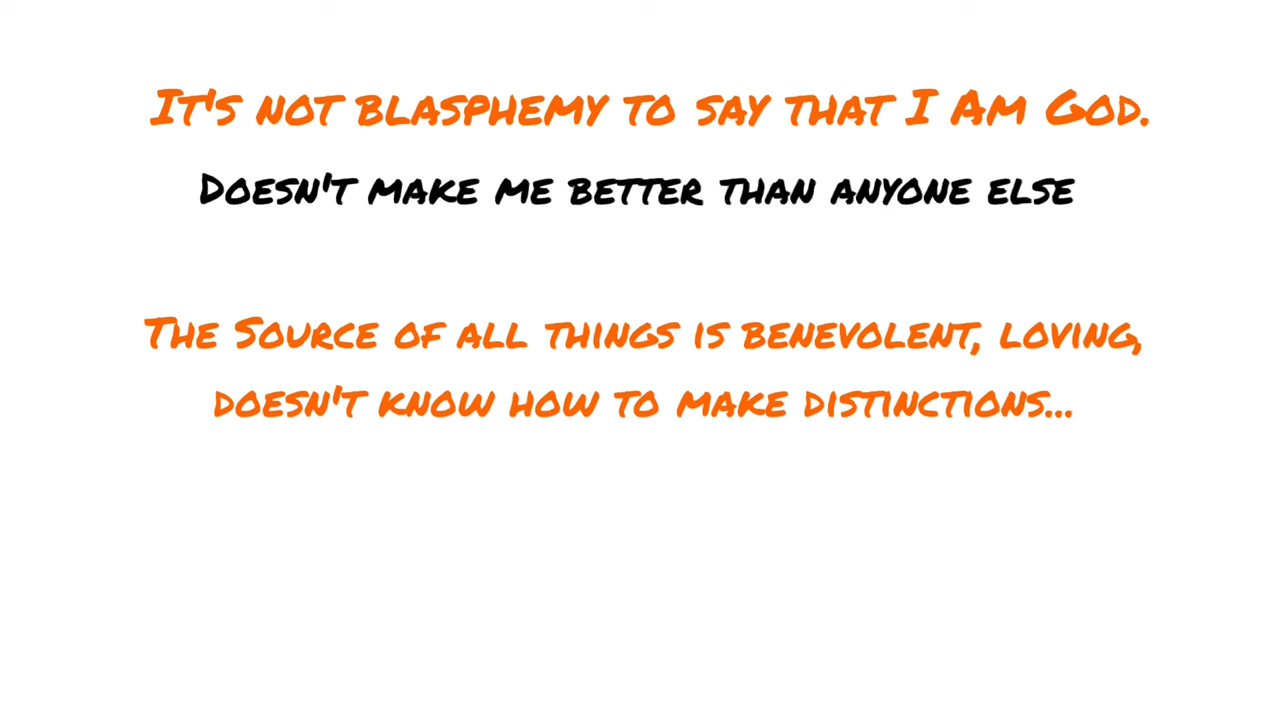 It's not blasphemy to say that I Am God.
Doesn't make me better than anyone else
The Source of all things is benevolent, loving,
doesn't know how to make distinctions...